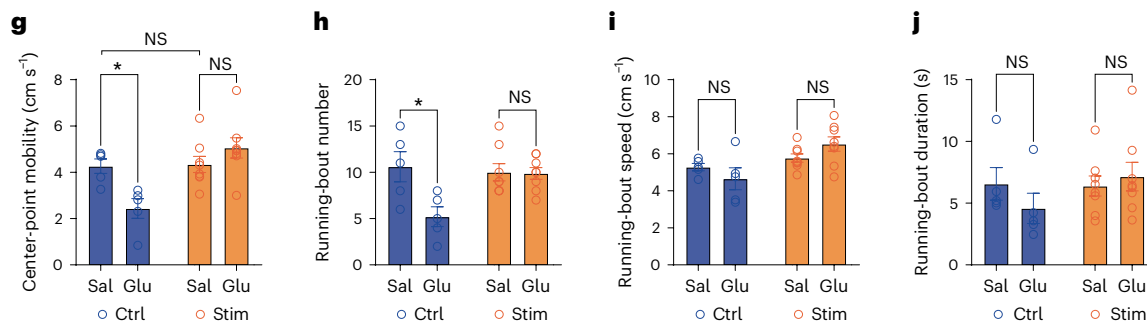 g
NS
*
NS
Center-point mobility (cm s⁻¹)
8
6
4
2
0
Sal Glu Sal Glu
Ctrl Stim
h
*
NS
Running-bout number
20
15
10
5
0
Sal Glu Sal Glu
Ctrl Stim
i
NS
NS
Running-bout speed (cm s⁻¹)
10
8
6
4
2
0
Sal Glu Sal Glu
Ctrl Stim
j
NS
NS
Running-bout duration (s)
15
10
5
0
Sal Glu Sal Glu
Ctrl Stim